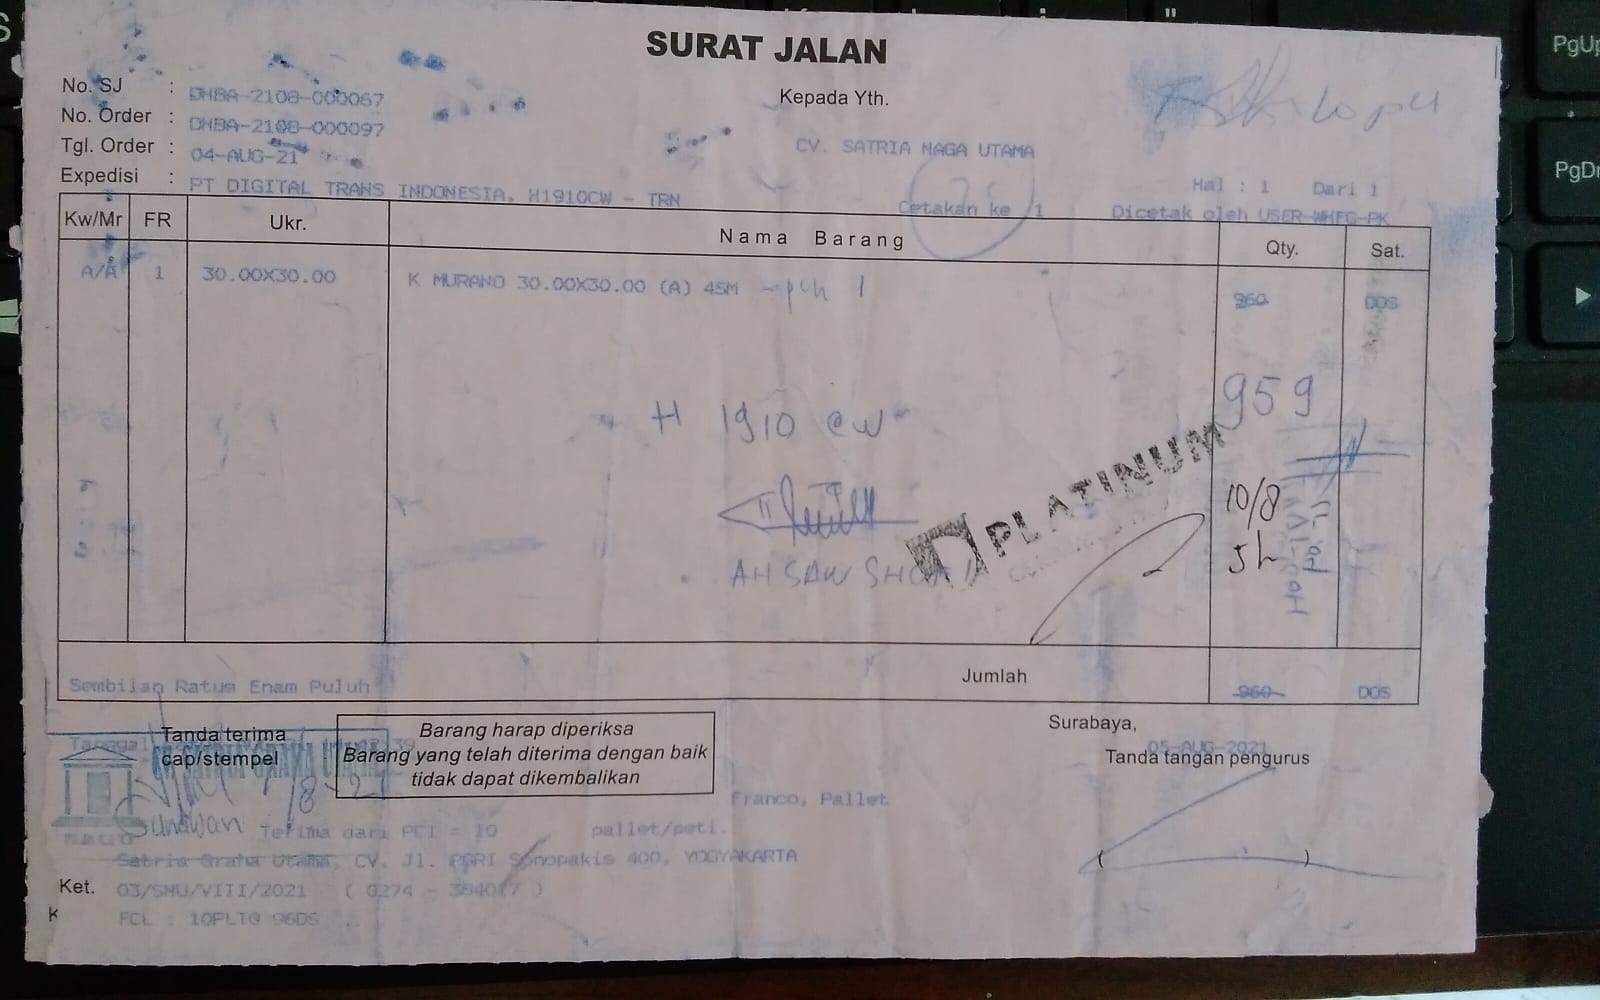 SURAT JALAN
No. SJ : DHBA-2108-000067
Kepada Yth.
No. Order : DHBA-2108-000097
Tgl. Order : 04-AUG-21
CV. SATRIA NAGA UTAMA
Expedisi : PT DIGITAL TRANS INDONESIA, H1910CW - TRN
Hal : 1 Dari 1
Cetakan ke 1 Dicetak oleh USER-WHFG-PK
Kw/Mr FR Ukr. Nama Barang Qty. Sat.
A/A 1 30.00X30.00 K MURANO 30.00X30.00 (A) 45M pch 1 960 DOS
959
H 1910 CW
PLATINUM
10/8
AHSAN
Jumlah
Sembilan Ratus Enam Puluh 960 DOS
Tanda terima
cap/stempel
Barang harap diperiksa
Barang yang telah diterima dengan baik
tidak dapat dikembalikan
Surabaya,
05-AUG-2021
Tanda tangan pengurus
Franco, Pallet
Gunawan
Terima dari PCI = 10 pallet/peti.
Satria Graha Utama, CV. Jl. PGRI Sonopakis 400, YOGYAKARTA
Ket. 03/SNU/VIII/2021 ( 0274 - 384017 )
K FCL : 10PLT@ 96DS